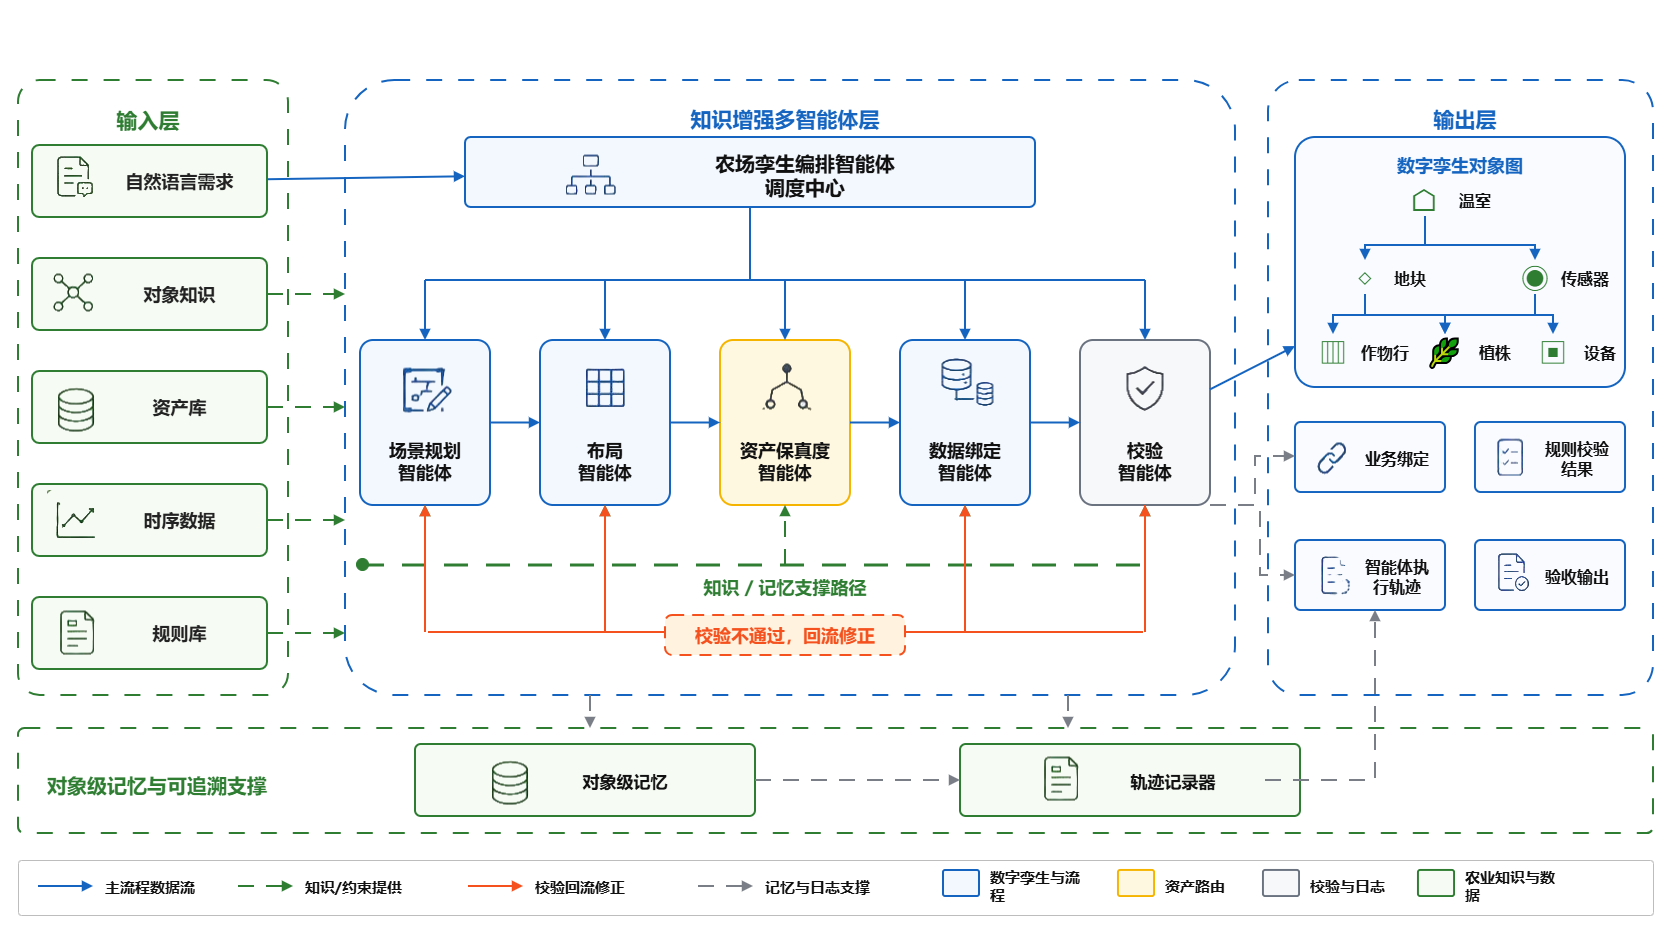 输入层
自然语言需求
对象知识
资产库
时序数据
规则库
知识增强多智能体层
农场孪生编排智能体
调度中心
场景规划
智能体
布局
智能体
资产保真度
智能体
数据绑定
智能体
校验
智能体
知识 / 记忆支撑路径
校验不通过，回流修正
输出层
数字孪生对象图
温室
地块
传感器
作物行
植株
设备
业务绑定
规则校验
结果
智能体执
行轨迹
验收输出
对象级记忆与可追溯支撑
对象级记忆
轨迹记录器
主流程数据流
知识/约束提供
校验回流修正
记忆与日志支撑
数字孪生与流
程
资产路由
校验与日志
农业知识与数
据